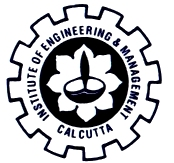 INSTITUTE OF ENGINEERING & MANAGEMENT
CALCUTTA